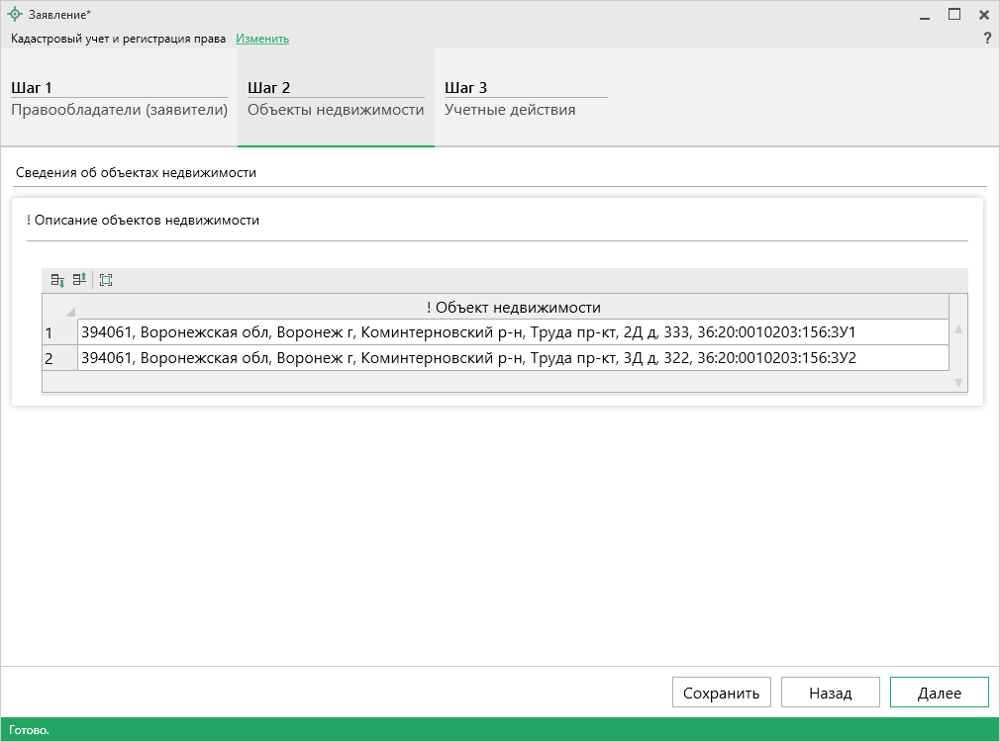 Заявление*
Кадастровый учет и регистрация права Изменить ?
Шаг 1 Шаг 2 Шаг 3
Правообладатели (заявители) Объекты недвижимости Учетные действия
Сведения об объектах недвижимости
! Описание объектов недвижимости
! Объект недвижимости
1 394061, Воронежская обл, Воронеж г, Коминтерновский р-н, Труда пр-кт, 2Д д, 333, 36:20:0010203:156:ЗУ1
2 394061, Воронежская обл, Воронеж г, Коминтерновский р-н, Труда пр-кт, 3Д д, 322, 36:20:0010203:156:ЗУ2
Сохранить Назад Далее
Готово.